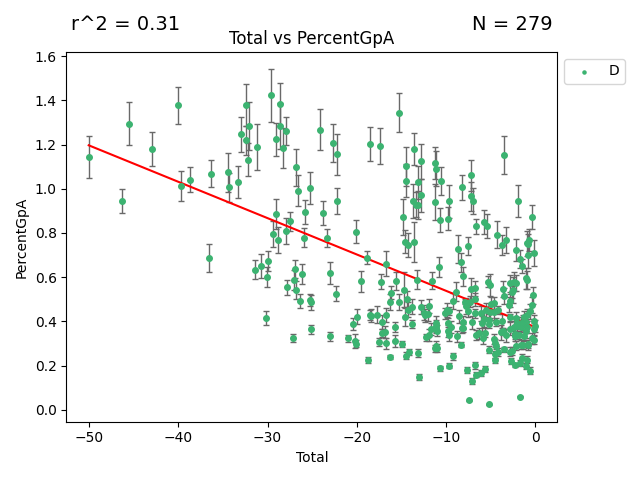 r^2 = 0.31 N = 279
Total vs PercentGpA
1.6
1.4
1.2
1.0
0.8
0.6
0.4
0.2
0.0
PercentGpA
−50 −40 −30 −20 −10 0
Total
D